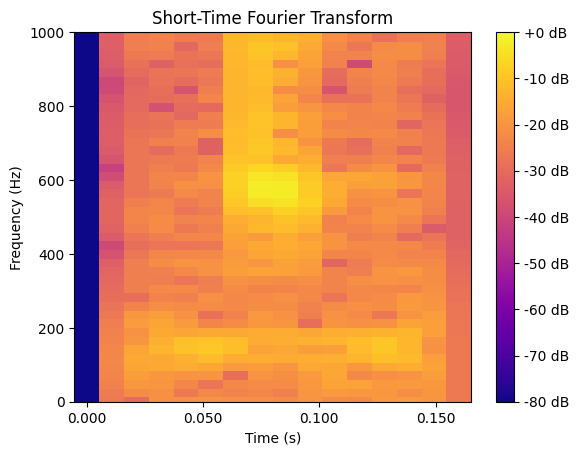 Short-Time Fourier Transform
1000
800
600
400
200
0
Frequency (Hz)
0.000
0.050
0.100
0.150
Time (s)
+0 dB
-10 dB
-20 dB
-30 dB
-40 dB
-50 dB
-60 dB
-70 dB
-80 dB